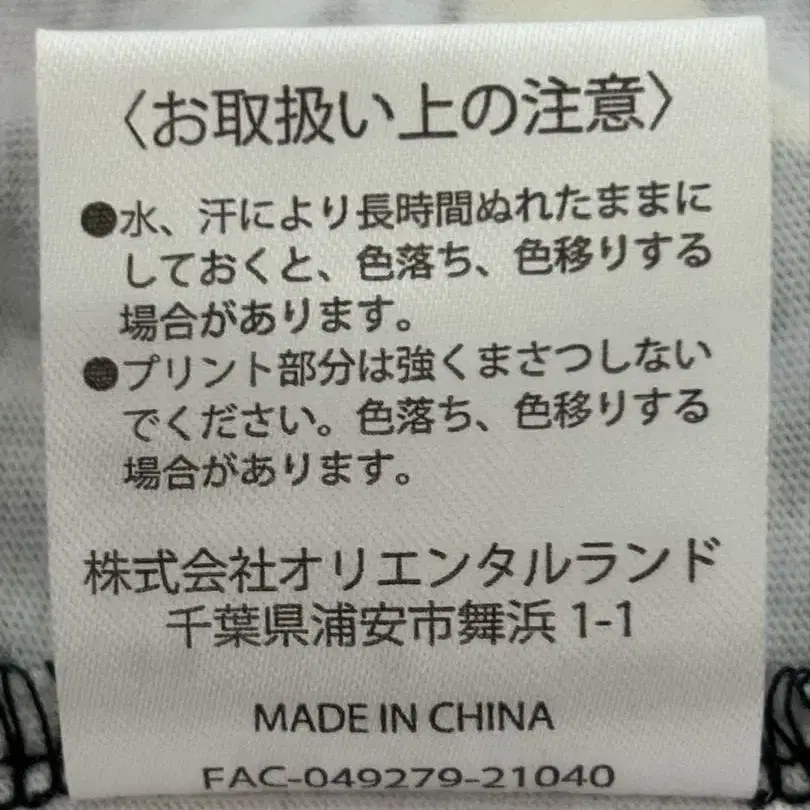 〈お取扱い上の注意〉
●水、汗により長時間ぬれたままに
しておくと、色落ち、色移りする
場合があります。
●プリント部分は強くまさつしない
でください。色落ち、色移りする
場合があります。
株式会社オリエンタルランド
千葉県浦安市舞浜 1-1
MADE IN CHINA
FAC-049279-21040